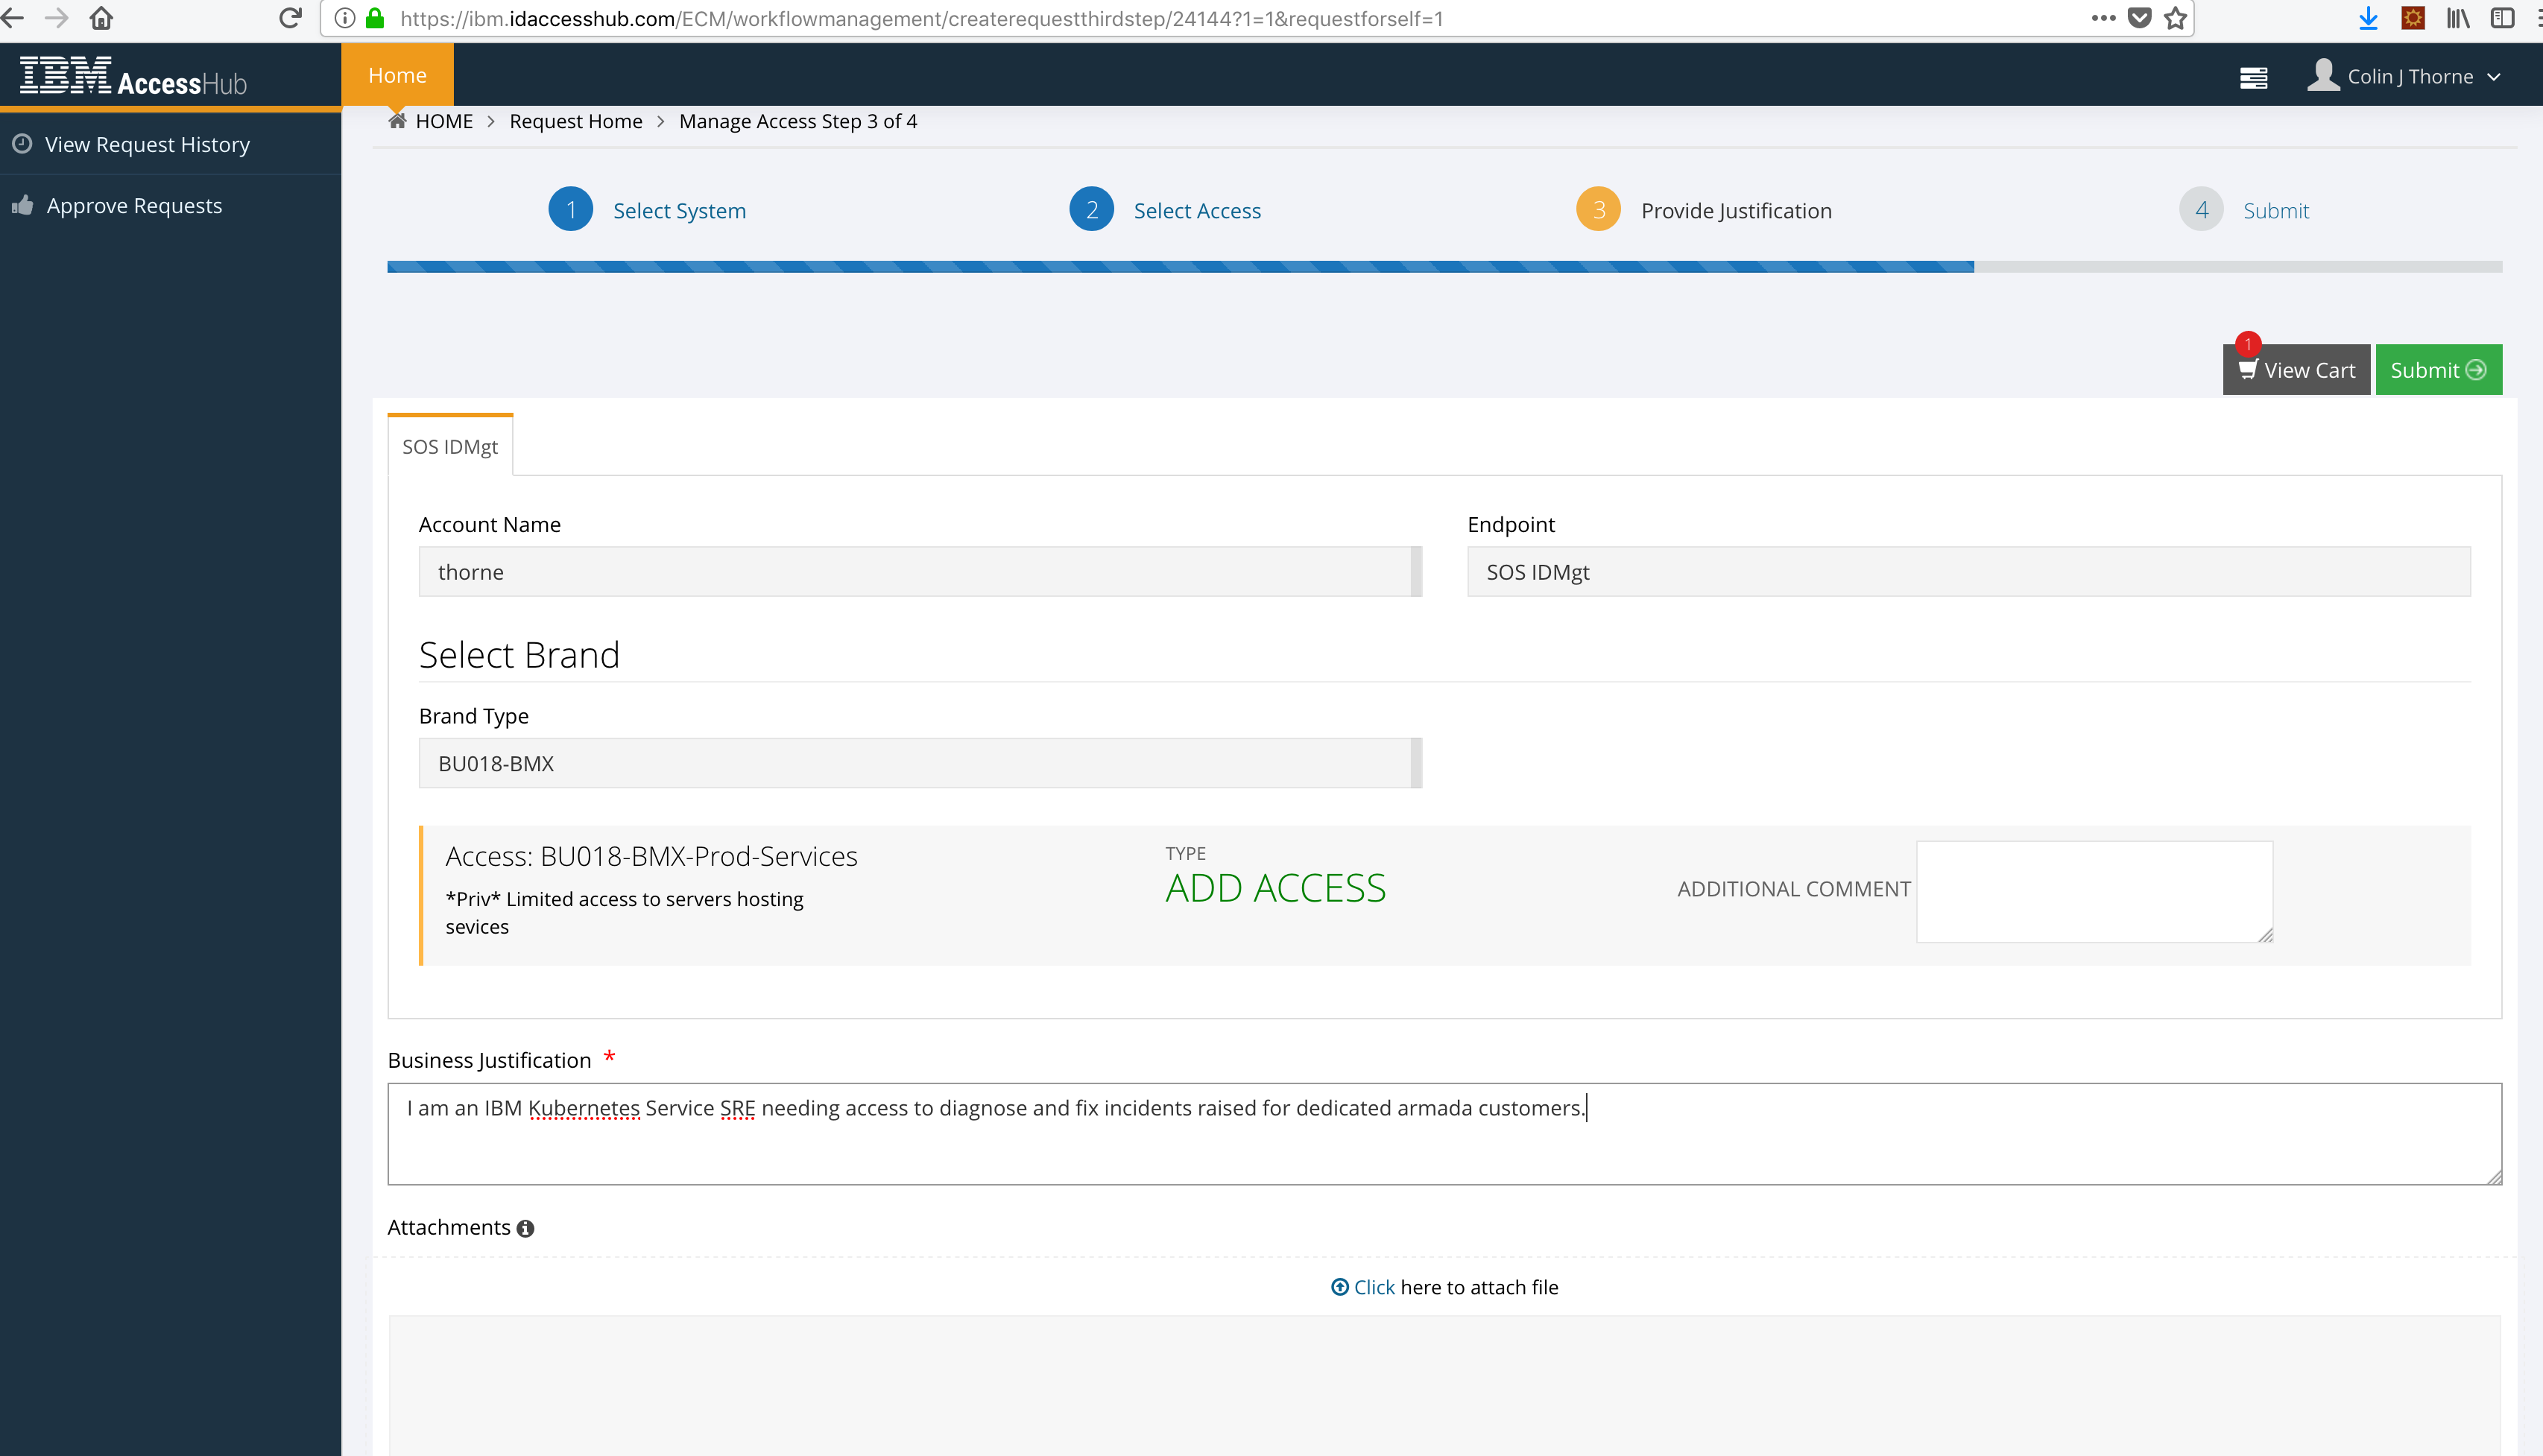 https://ibm.idaccesshub.com/ECM/workflowmanagement/createrequestthirdstep/24144?1=1&requestforself=1
IBM AccessHub
Home
Colin J Thorne
View Request History
Approve Requests
HOME > Request Home > Manage Access Step 3 of 4
1 Select System
2 Select Access
3 Provide Justification
4 Submit
1
View Cart
Submit
SOS IDMgt
Account Name
thorne
Endpoint
SOS IDMgt
Select Brand
Brand Type
BU018-BMX
Access: BU018-BMX-Prod-Services
*Priv* Limited access to servers hosting
sevices
TYPE
ADD ACCESS
ADDITIONAL COMMENT
Business Justification *
I am an IBM Kubernetes Service SRE needing access to diagnose and fix incidents raised for dedicated armada customers.
Attachments
Click here to attach file